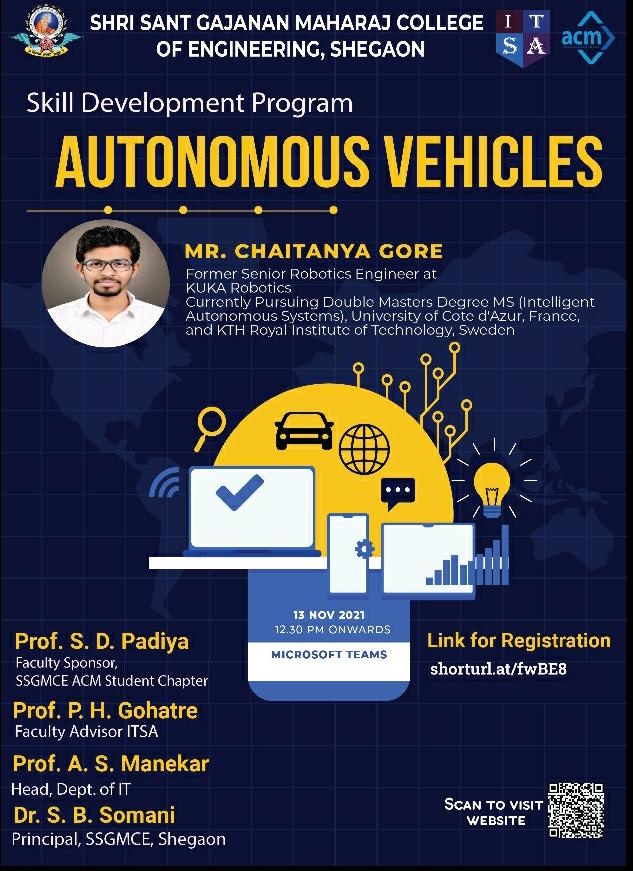 SHRI SANT GAJANAN MAHARAJ COLLEGE
OF ENGINEERING, SHEGAON
I T
S A
acm
Skill Development Program
AUTONOMOUS VEHICLES
MR. CHAITANYA GORE
Former Senior Robotics Engineer at
KUKA Robotics
Currently Pursuing Double Masters Degree MS (Intelligent
Autonomous Systems), University of Cote d'Azur, France,
and KTH Royal Institute of Technology, Sweden
13 NOV 2021
12.30 PM ONWARDS
MICROSOFT TEAMS
Link for Registration
shorturl.at/fwBE8
Prof. S. D. Padiya
Faculty Sponsor,
SSGMCE ACM Student Chapter
Prof. P. H. Gohatre
Faculty Advisor ITSA
Prof. A. S. Manekar
Head, Dept. of IT
Dr. S. B. Somani
Principal, SSGMCE, Shegaon
SCAN TO VISIT
WEBSITE